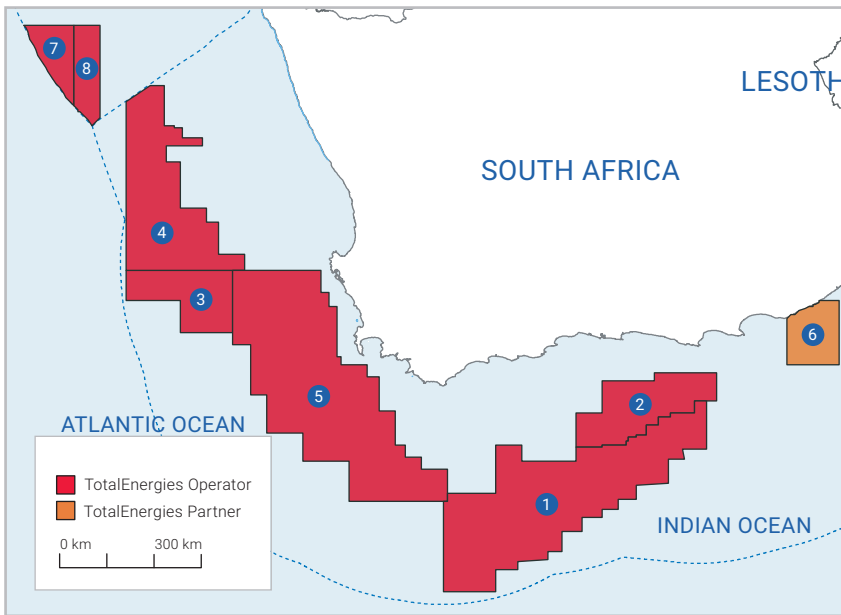 7
8
LESOTH
SOUTH AFRICA
4
3
6
5
2
ATLANTIC OCEAN
TotalEnergies Operator
1
TotalEnergies Partner
INDIAN OCEAN
0 km
300 km